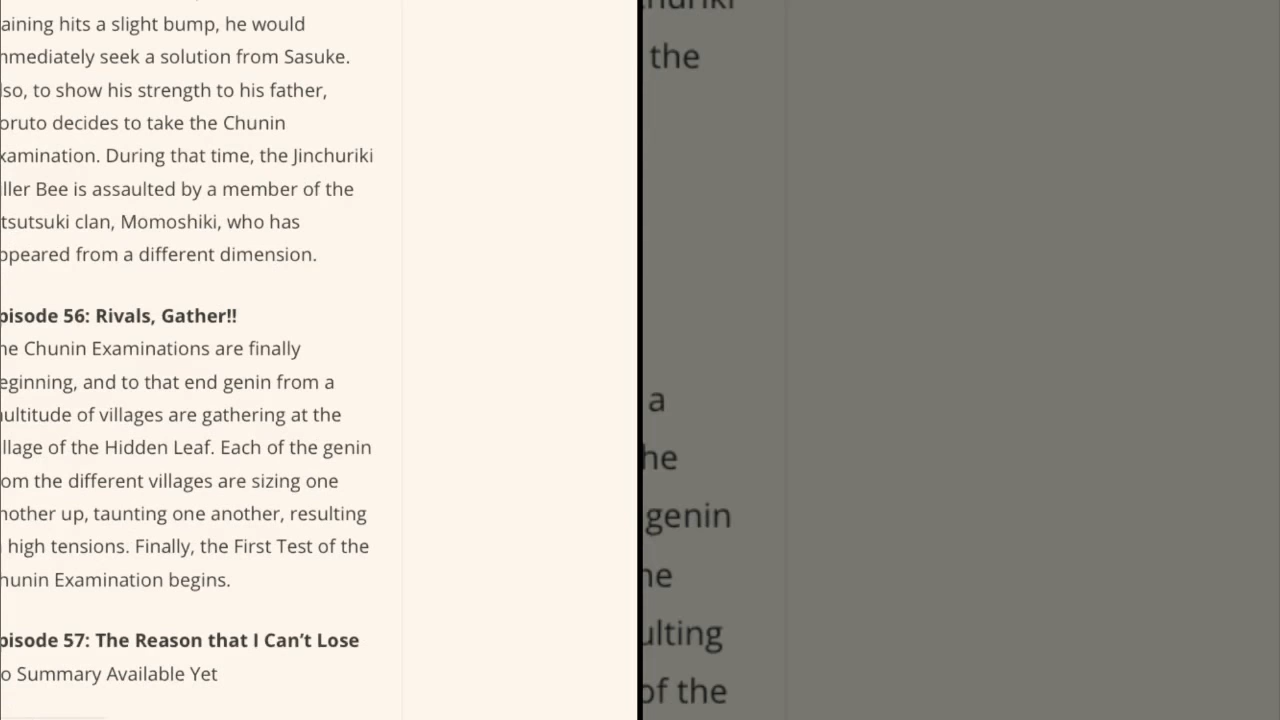 aining hits a slight bump, he would
mmediately seek a solution from Sasuke.
lso, to show his strength to his father,
oruto decides to take the Chunin
xamination. During that time, the Jinchuriki
iller Bee is assaulted by a member of the
tsutsuki clan, Momoshiki, who has
ppeared from a different dimension.
pisode 56: Rivals, Gather!!
he Chunin Examinations are finally
eginning, and to that end genin from a
ultitude of villages are gathering at the
llage of the Hidden Leaf. Each of the genin
om the different villages are sizing one
nother up, taunting one another, resulting
high tensions. Finally, the First Test of the
hunin Examination begins.
pisode 57: The Reason that I Can't Lose
o Summary Available Yet
the
a
he
genin
he
ulting
of the